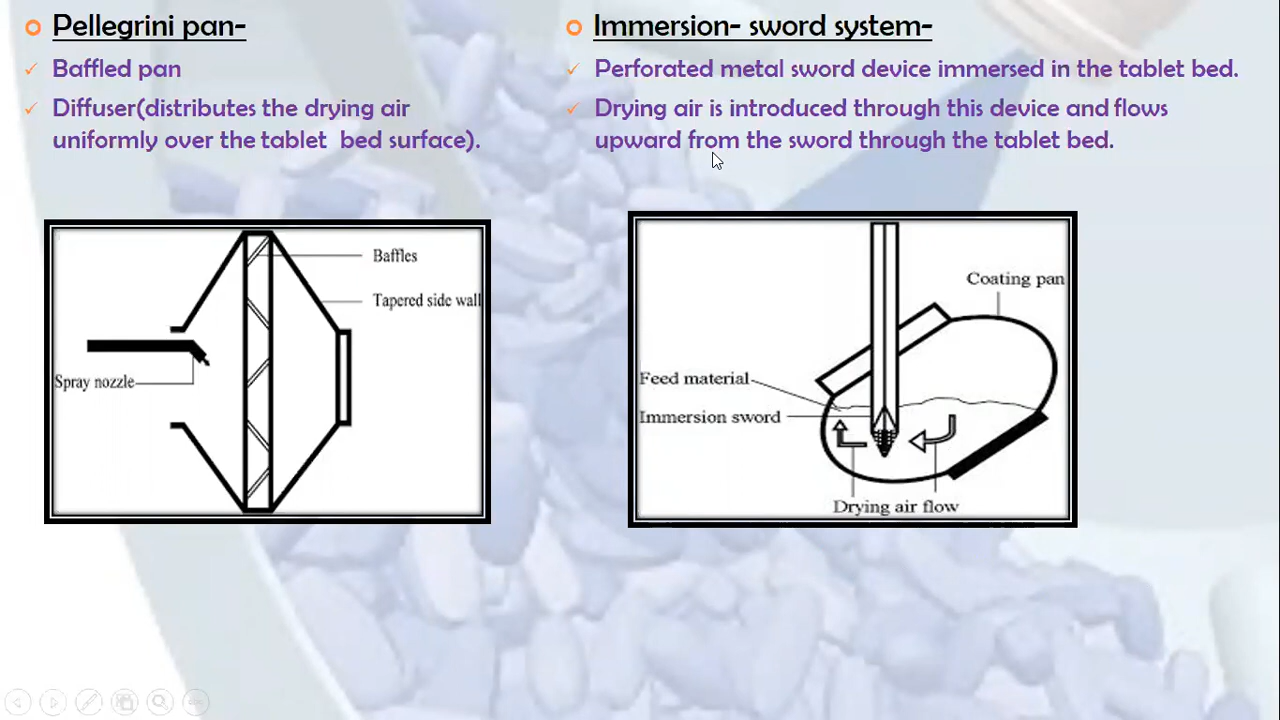 Pellegrini pan-
Baffled pan
Diffuser(distributes the drying air
uniformly over the tablet bed surface).
Baffles
Tapered side wall
Spray nozzle
Immersion- sword system-
Perforated metal sword device immersed in the tablet bed.
Drying air is introduced through this device and flows
upward from the sword through the tablet bed.
Coating pan
Feed material
Immersion sword
Drying air flow